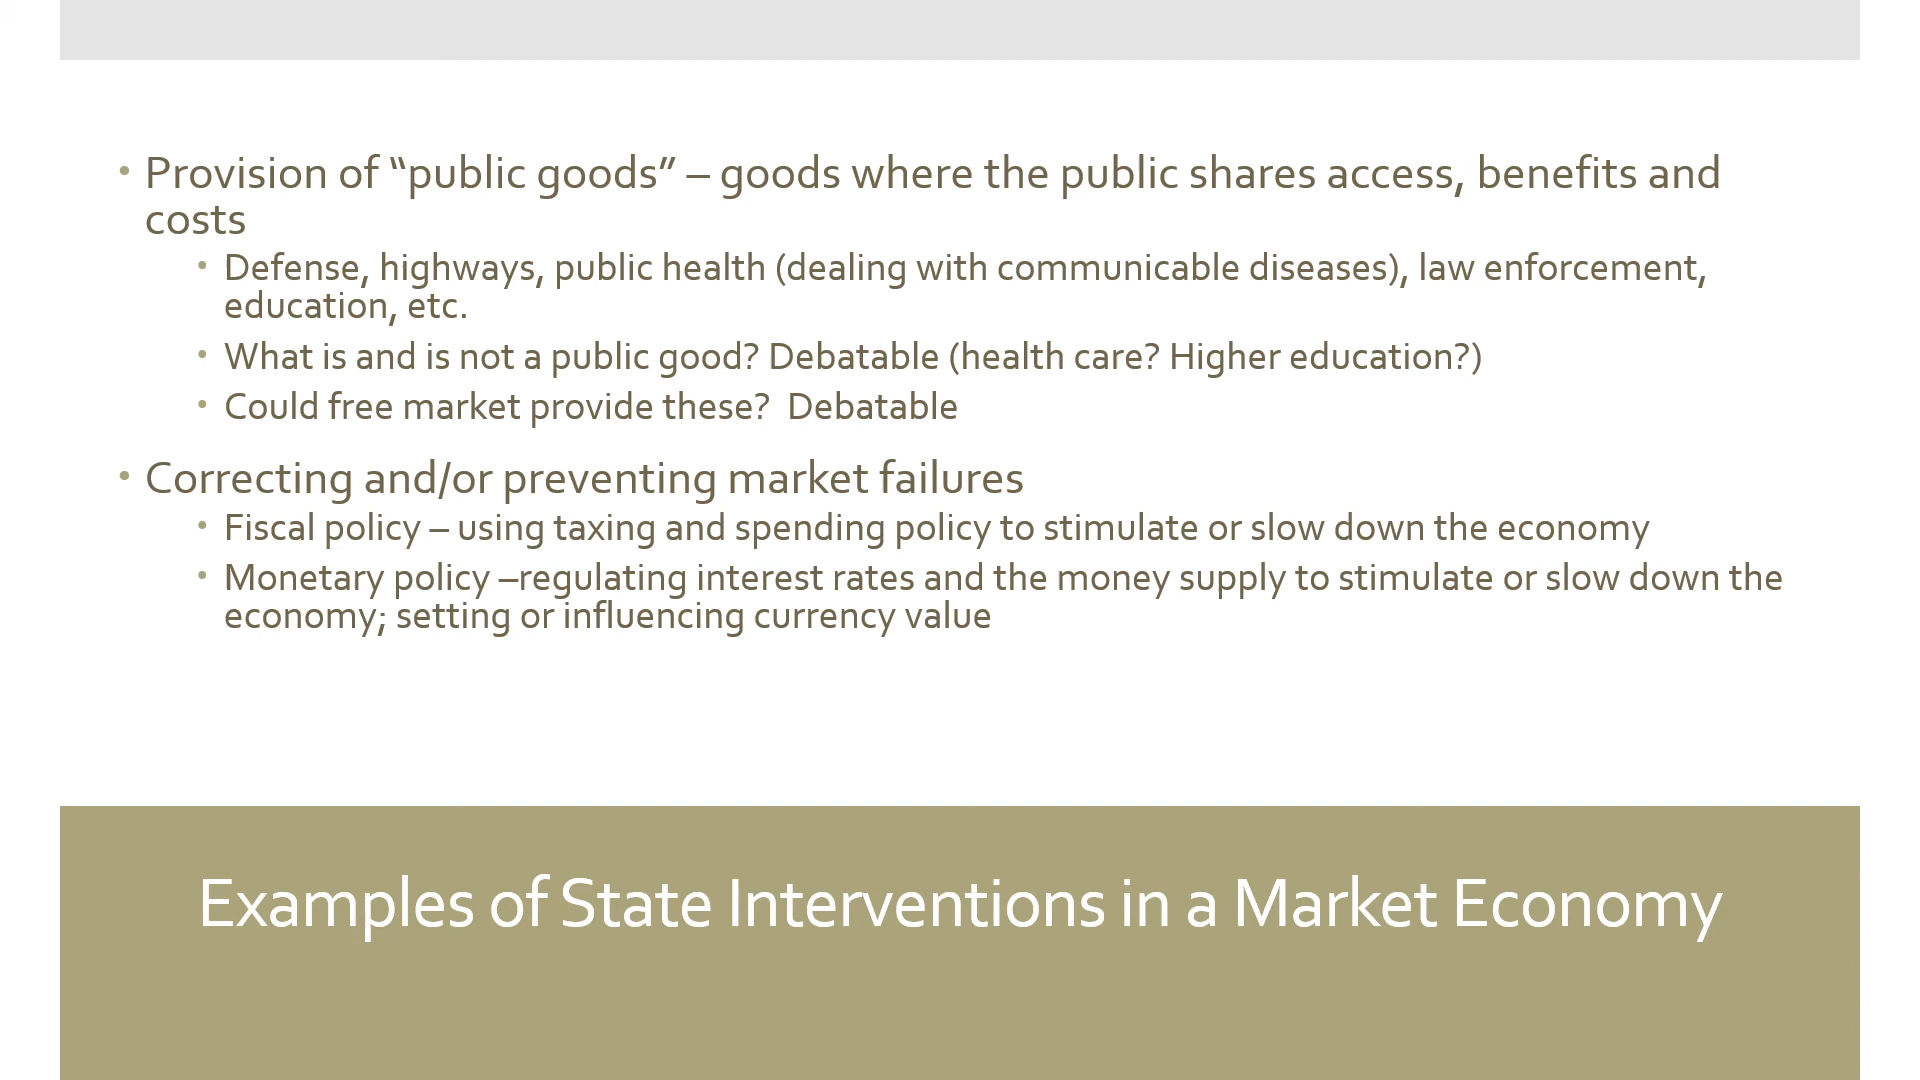 • Provision of “public goods” – goods where the public shares access, benefits and
costs
• Defense, highways, public health (dealing with communicable diseases), law enforcement,
education, etc.
• What is and is not a public good? Debatable (health care? Higher education?)
• Could free market provide these?  Debatable
• Correcting and/or preventing market failures
• Fiscal policy – using taxing and spending policy to stimulate or slow down the economy
• Monetary policy –regulating interest rates and the money supply to stimulate or slow down the
economy; setting or influencing currency value
Examples of State Interventions in a Market Economy